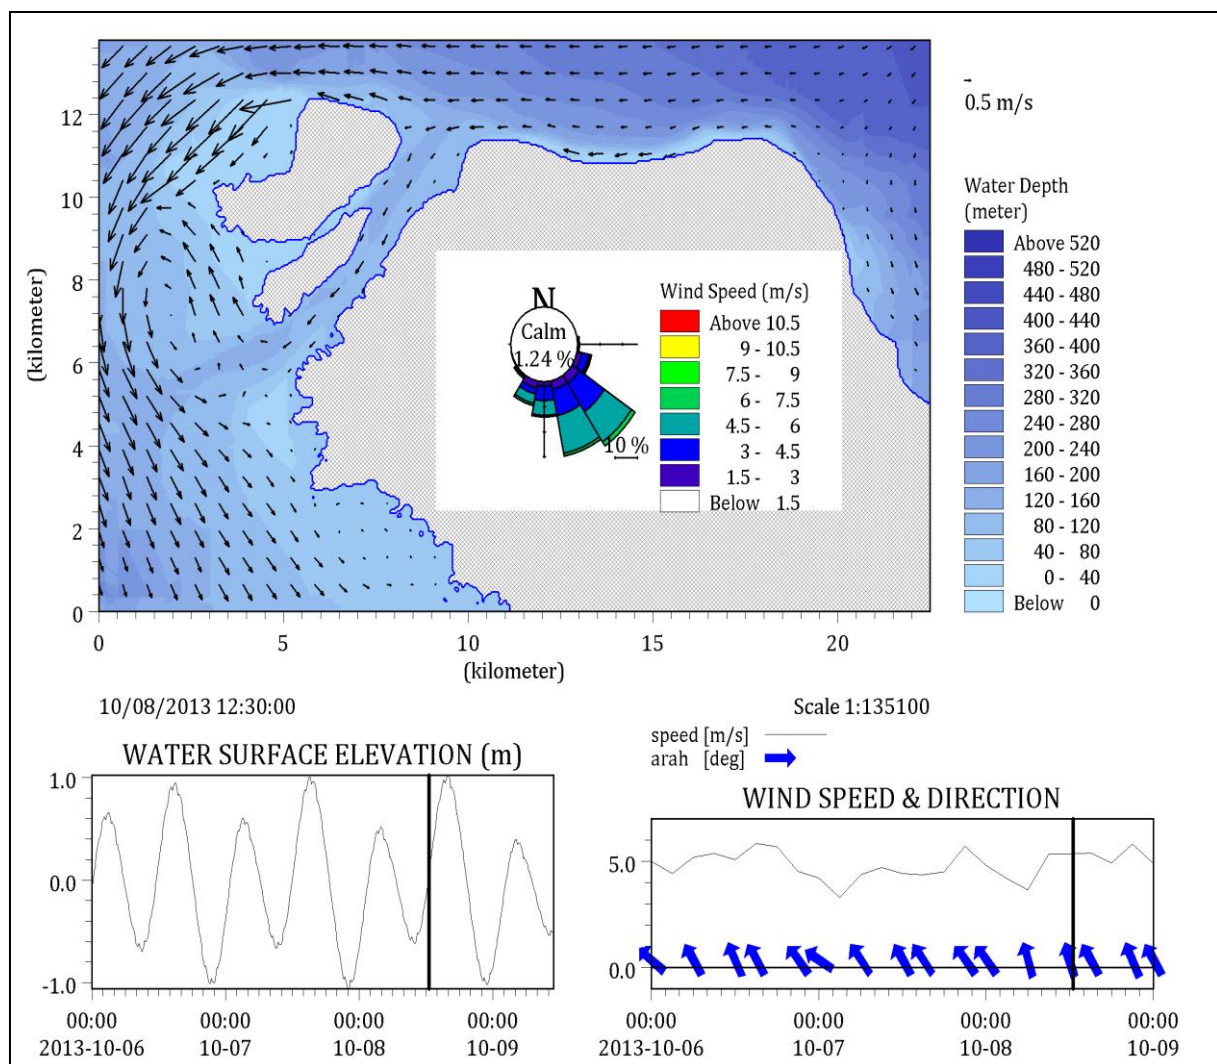 12
10
8
6
4
2
0
(kilometer)
0 5 10 15 20
(kilometer)
0.5 m/s
Water Depth
(meter)
Above 520
480 - 520
440 - 480
400 - 440
360 - 400
320 - 360
280 - 320
240 - 280
200 - 240
160 - 200
120 - 160
80 - 120
40 - 80
0 - 40
Below 0
N
Calm
1.24 %
10 %
Wind Speed (m/s)
Above 10.5
9 - 10.5
7.5 - 9
6 - 7.5
4.5 - 6
3 - 4.5
1.5 - 3
Below 1.5
10/08/2013 12:30:00
Scale 1:135100
WATER SURFACE ELEVATION (m)
1.0
0.0
-1.0
00:00 00:00 00:00 00:00
2013-10-06 10-07 10-08 10-09
speed [m/s]
arah [deg]
WIND SPEED & DIRECTION
5.0
0.0
00:00 00:00 00:00 00:00
2013-10-06 10-07 10-08 10-09